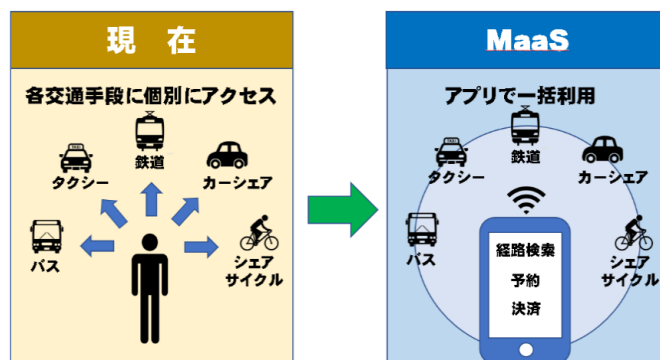 現 在
各交通手段に個別にアクセス
TAXI
タクシー
鉄道
カーシェア
バス
シェア
サイクル
MaaS
アプリで一括利用
TAXI
タクシー
鉄道
カーシェア
バス
シェア
サイクル
経路検索
予約
決済